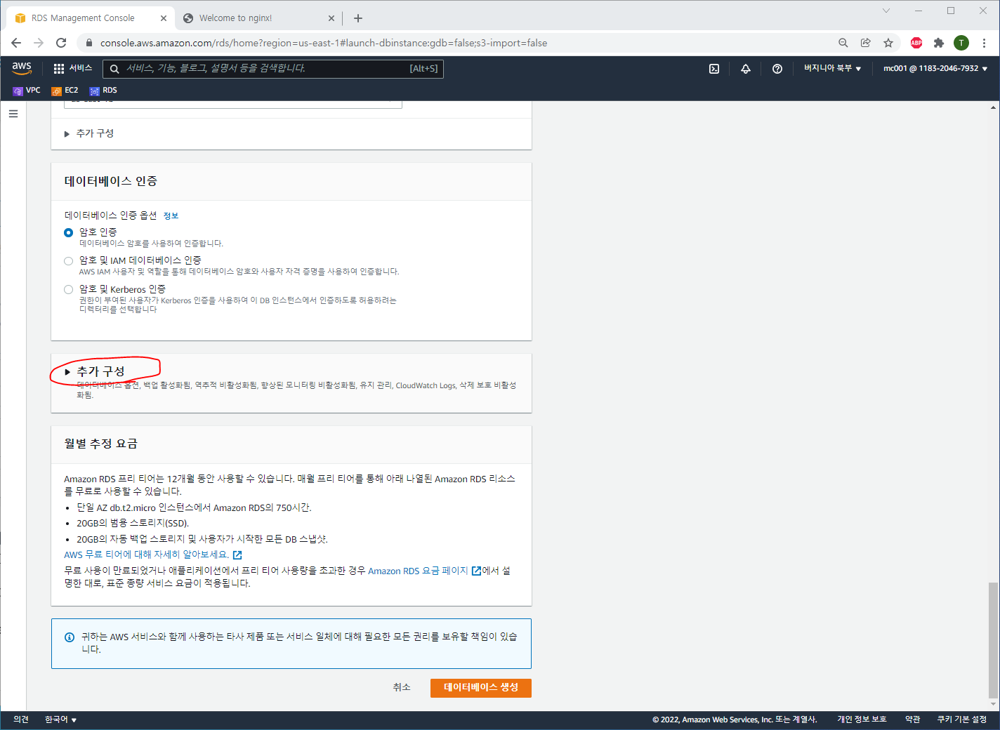 RDS Management Console
Welcome to nginx!
console.aws.amazon.com/rds/home?region=us-east-1#launch-dbinstance:gdb=false;s3-import=false
ABP
T
aws
서비스
서비스, 기능, 블로그, 설명서 등을 검색합니다.
[Alt+S]
버지니아 북부
mc001 @ 1183-2046-7932
VPC
EC2
RDS
추가 구성
데이터베이스 인증
데이터베이스 인증 옵션 정보
암호 인증
데이터베이스 암호를 사용하여 인증합니다.
암호 및 IAM 데이터베이스 인증
AWS IAM 사용자 및 역할을 통해 데이터베이스 암호와 사용자 자격 증명을 사용하여 인증합니다.
암호 및 Kerberos 인증
권한이 부여된 사용자가 Kerberos 인증을 사용하여 이 DB 인스턴스에서 인증하도록 허용하려는
디렉터리를 선택합니다
추가 구성
데이터베이스 옵션, 백업 활성화됨, 역추적 비활성화됨, 향상된 모니터링 비활성화됨, 유지 관리, CloudWatch Logs, 삭제 보호 비활성
화됨.
월별 추정 요금
Amazon RDS 프리 티어는 12개월 동안 사용할 수 있습니다. 매월 프리 티어를 통해 아래 나열된 Amazon RDS 리소스
를 무료로 사용할 수 있습니다.
• 단일 AZ db.t2.micro 인스턴스에서 Amazon RDS의 750시간.
• 20GB의 범용 스토리지(SSD).
• 20GB의 자동 백업 스토리지 및 사용자가 시작한 모든 DB 스냅샷.
AWS 무료 티어에 대해 자세히 알아보세요.
무료 사용이 만료되었거나 애플리케이션에서 프리 티어 사용량을 초과한 경우 Amazon RDS 요금 페이지에서 설
명한 대로, 표준 종량 서비스 요금이 적용됩니다.
귀하는 AWS 서비스와 함께 사용하는 타사 제품 또는 서비스 일체에 대해 필요한 모든 권리를 보유할 책임이 있습
니다.
취소
데이터베이스 생성
의견
한국어
© 2022, Amazon Web Services, Inc. 또는 계열사.
개인 정보 보호
약관
쿠키 기본 설정